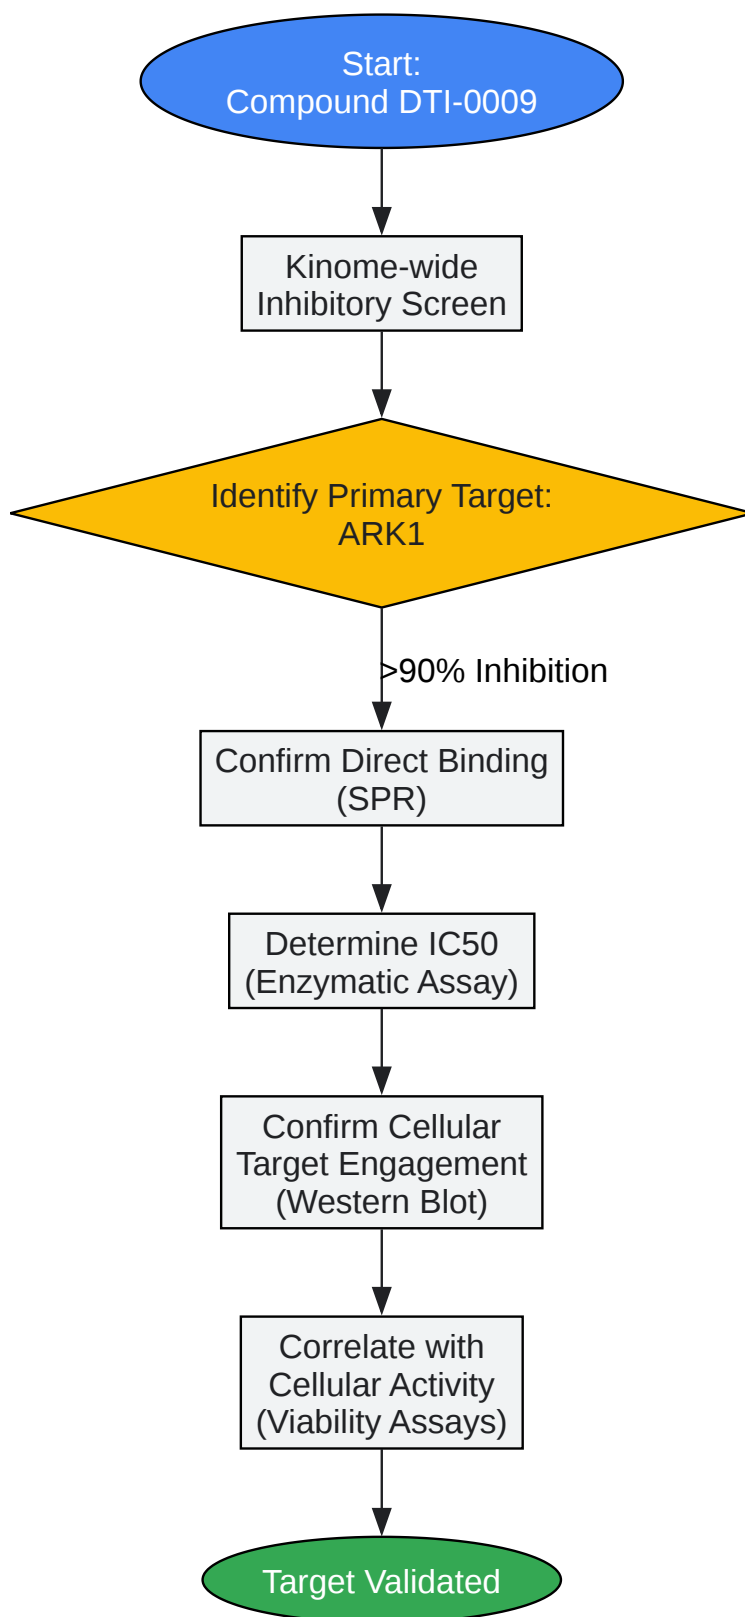 Start:
Compound DTI-0009
Kinome-wide
Inhibitory Screen
Identify Primary Target:
ARK1
>90% Inhibition
Confirm Direct Binding
(SPR)
Determine IC50
(Enzymatic Assay)
Confirm Cellular
Target Engagement
(Western Blot)
Correlate with
Cellular Activity
(Viability Assays)
Target Validated